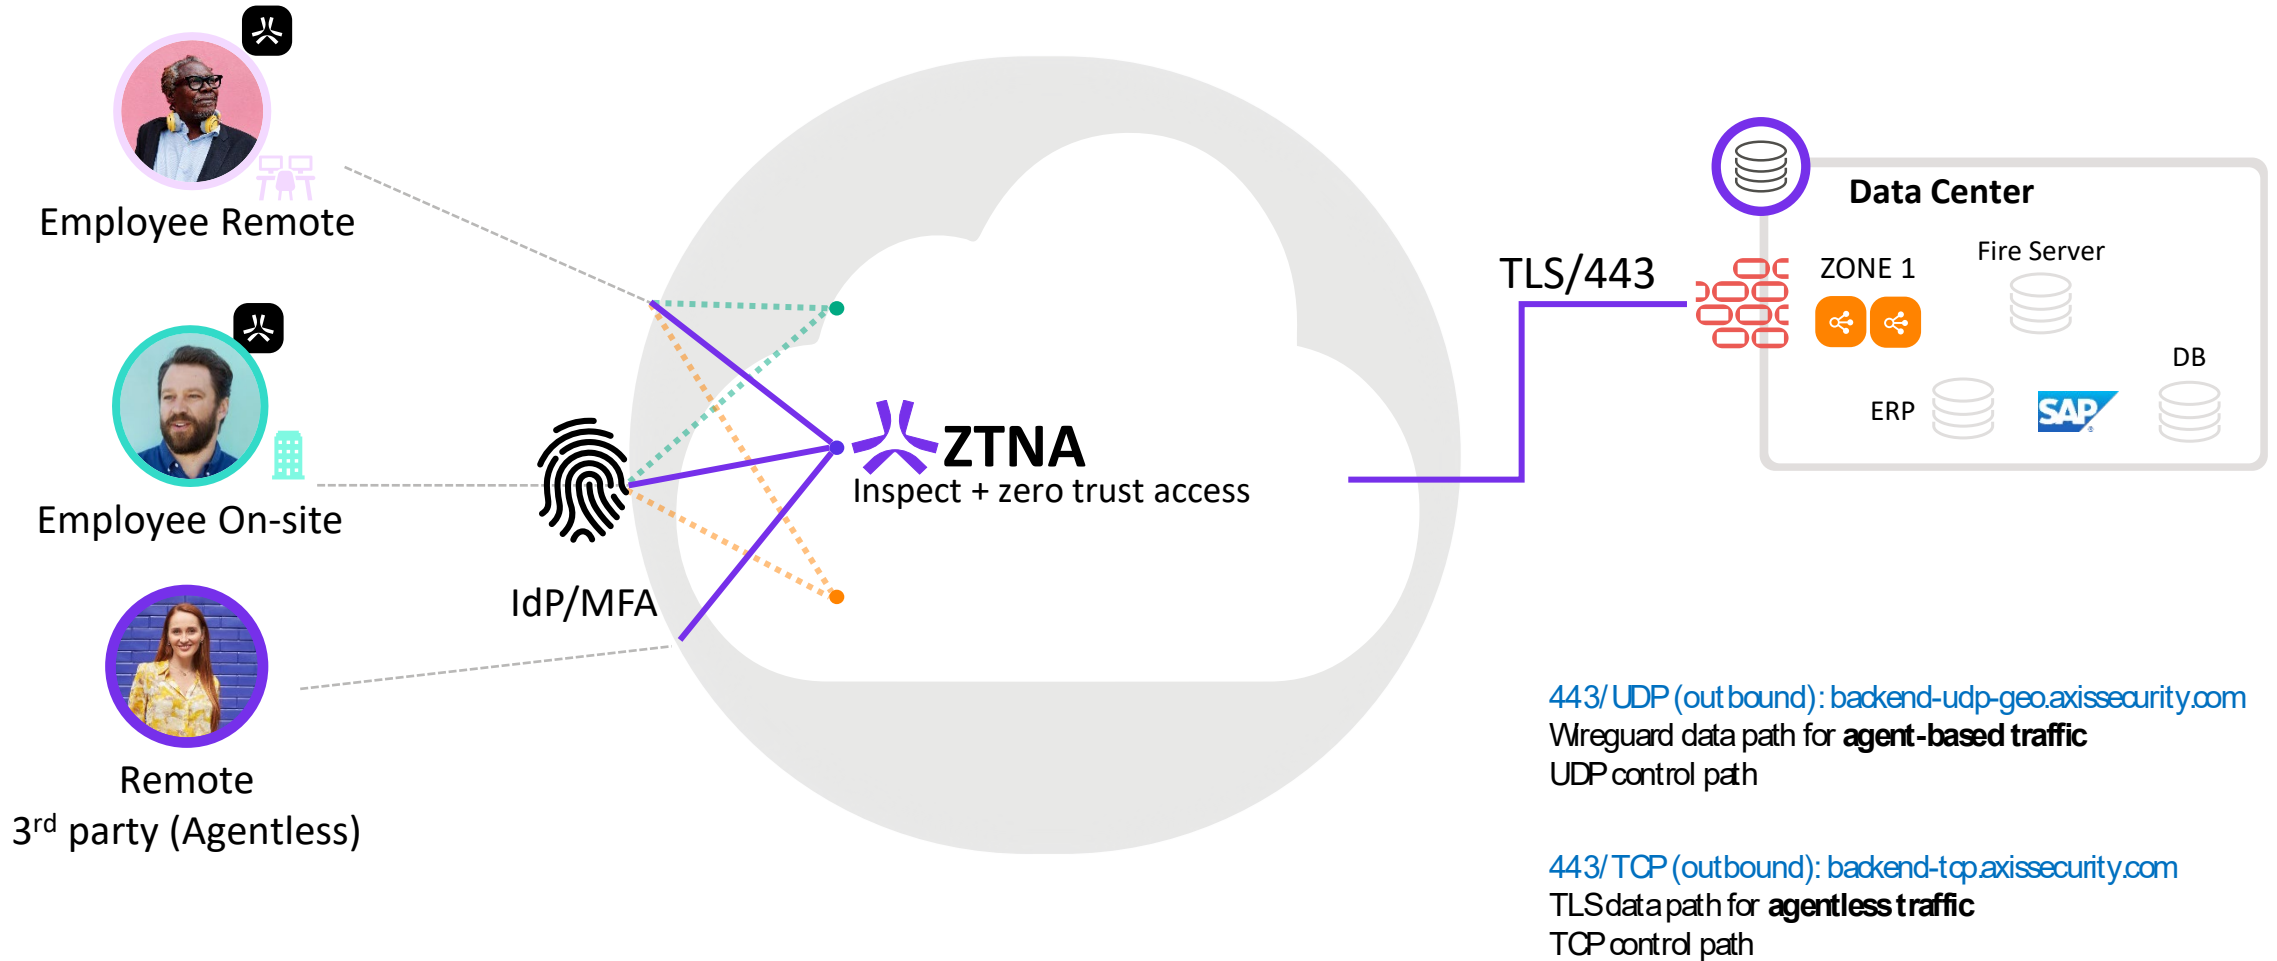 Employee Remote
Employee On-site
Remote
3rd party (Agentless)
IdP/MFA
ZTNA
Inspect + zero trust access
TLS/443
Data Center
ZONE 1
Fire Server
DB
ERP
SAP
443/UDP (outbound): backend-udp-geo.axissecurity.com
Wireguard data path for agent-based traffic
UDP control path
443/TCP (outbound): backend-tcp.axissecurity.com
TLS data path for agentless traffic
TCP control path